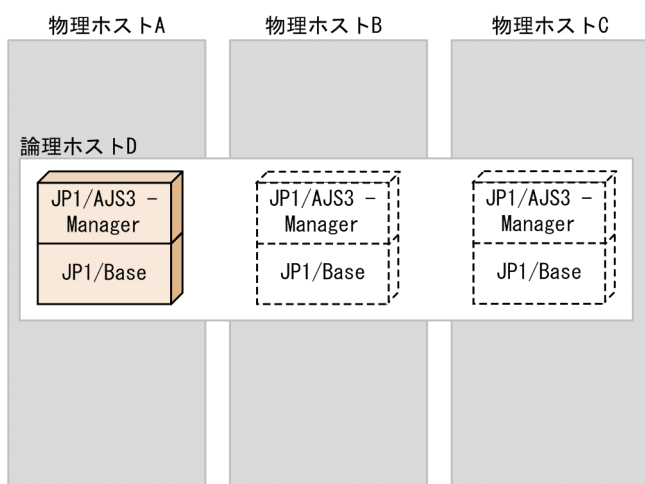 物理ホストA
物理ホストB
物理ホストC
論理ホストD
JP1/AJS3 －
Manager
JP1/Base
JP1/AJS3 －
Manager
JP1/Base
JP1/AJS3 －
Manager
JP1/Base